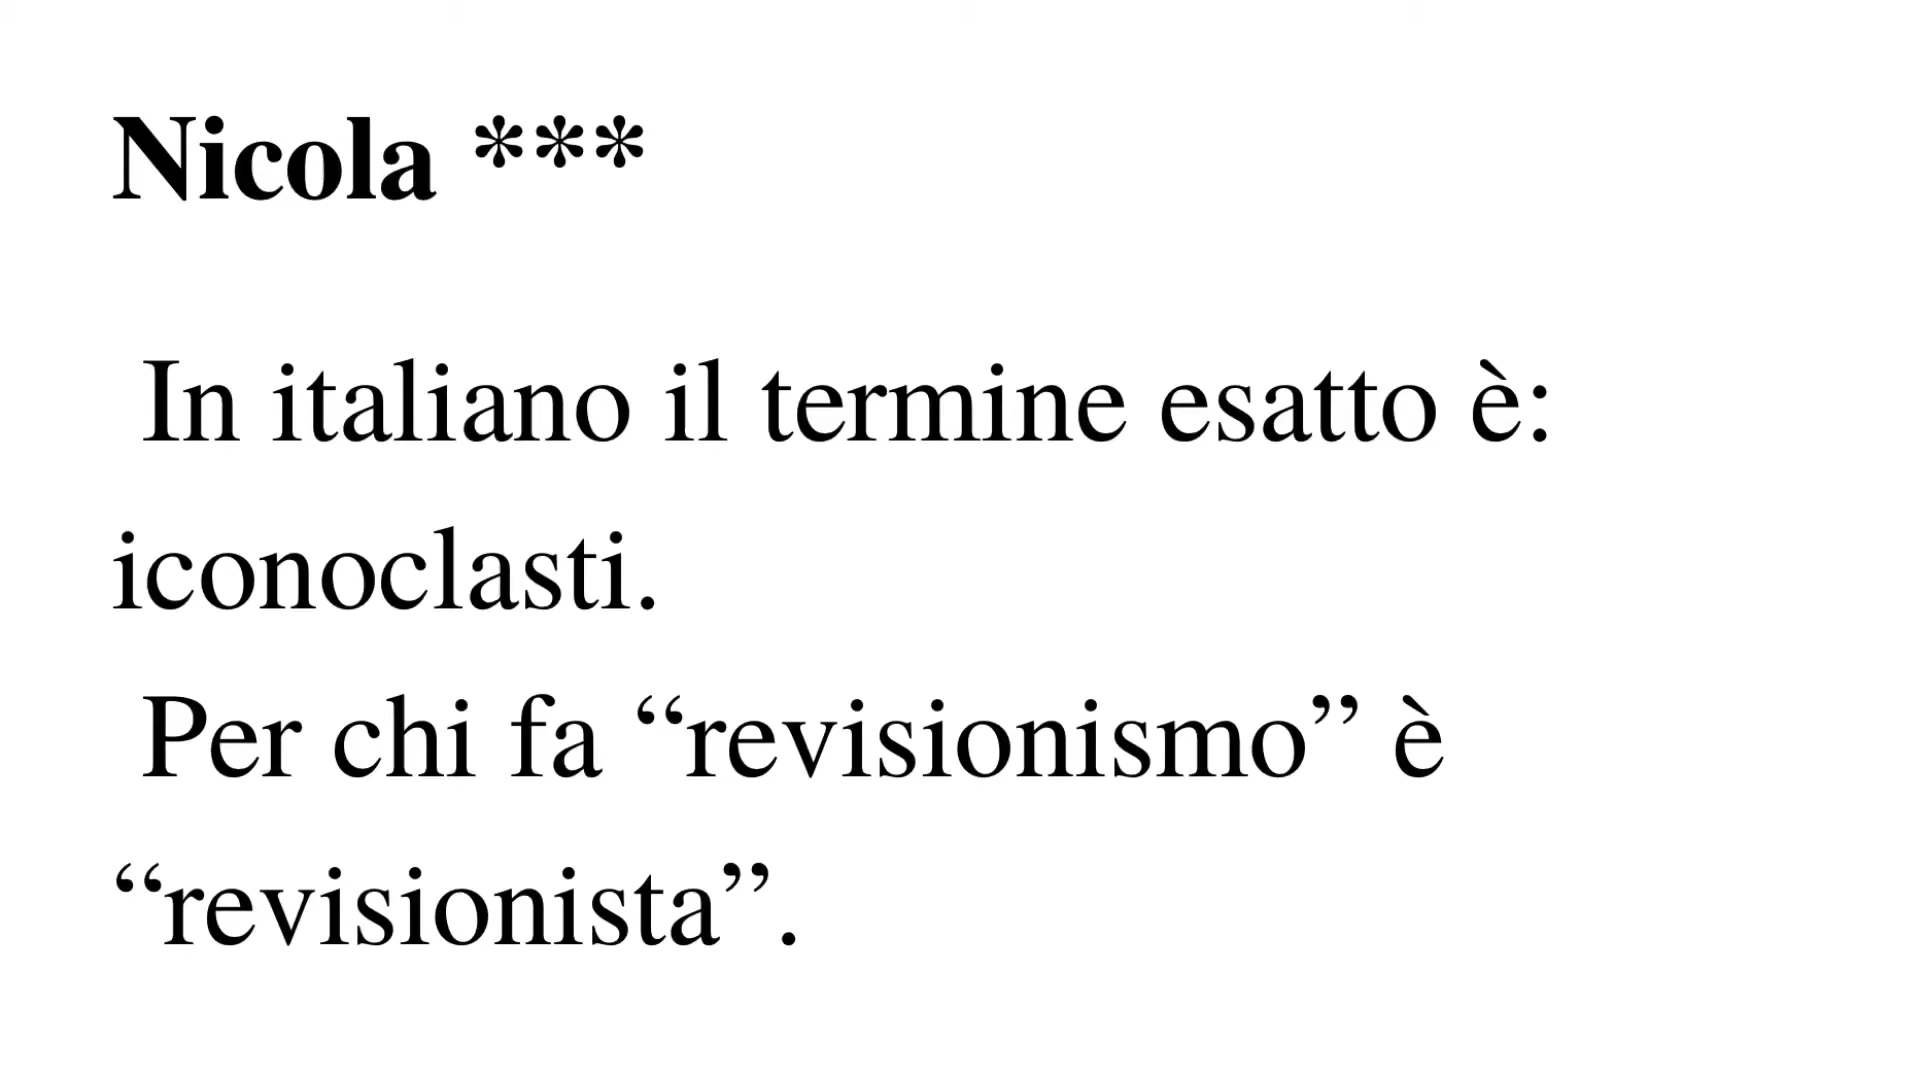 Nicola ***
In italiano il termine esatto è:
iconoclasti.
Per chi fa “revisionismo” è
“revisionista”.